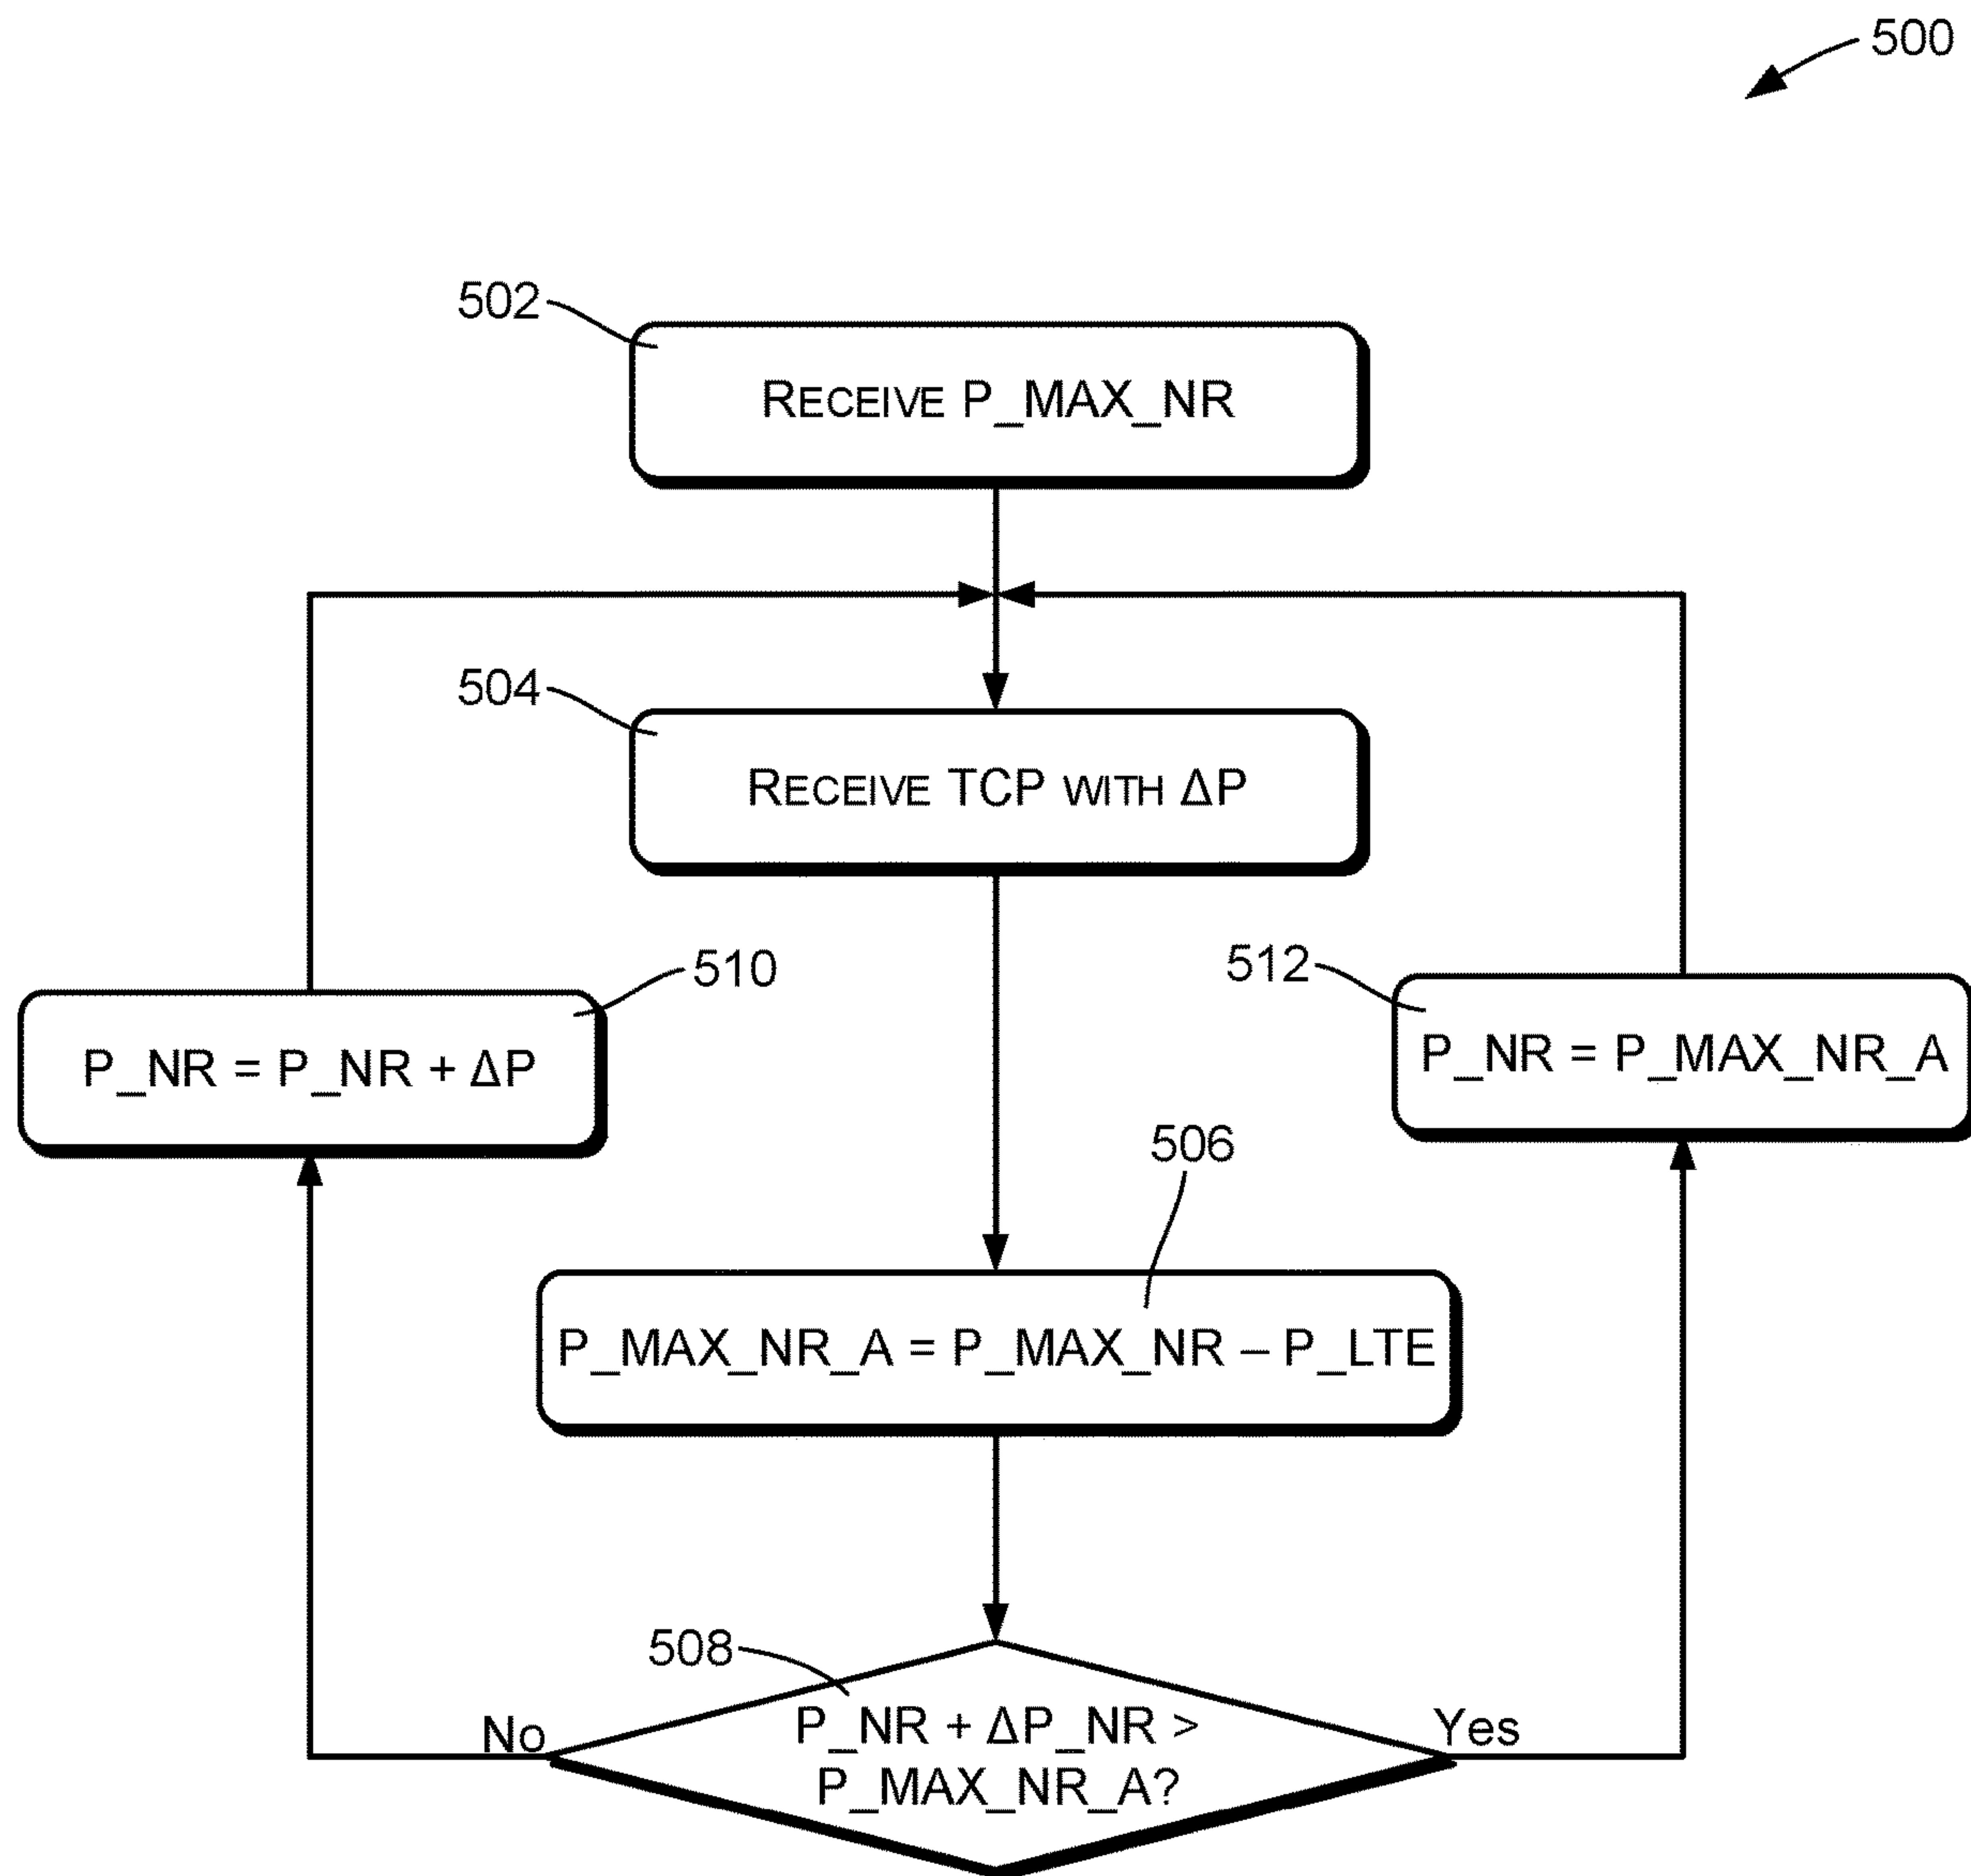 500
502
RECEIVE P_MAX_NR
504
RECEIVE TCP WITH ΔP
510
512
P_NR = P_NR + ΔP
P_NR = P_MAX_NR_A
506
P_MAX_NR_A = P_MAX_NR – P_LTE
508
No
P_NR + ΔP_NR >
P_MAX_NR_A?
Yes